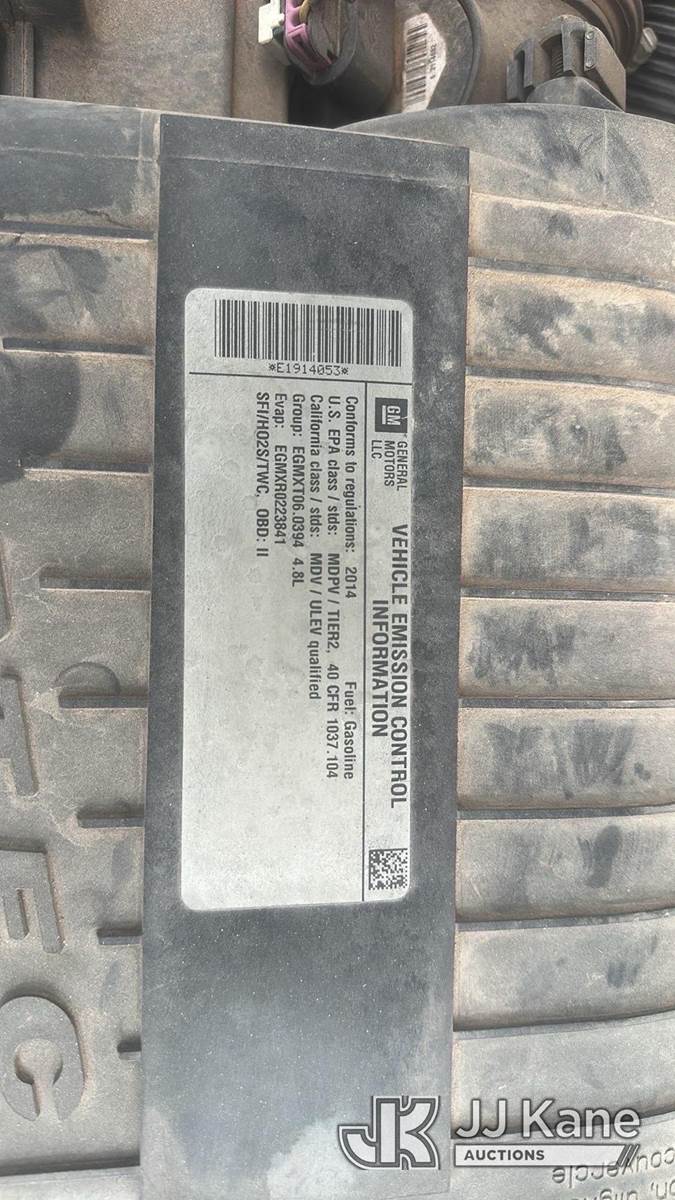 *E1914053*
GM
GENERAL
MOTORS
LLC
VEHICLE EMISSION CONTROL
INFORMATION
Conforms to regulations: 2014 Fuel: Gasoline
U.S. EPA class / stds: MDPV / TIER2, 40 CFR 1037.104
California class / stds: MDV / ULEV qualified
Group: EGMXT06.0394 4.8L
Evap: EGMXR0223841
SFI/HO2S/TWC, OBD: II
TEC
couvercle
JK JJ Kane
AUCTIONS